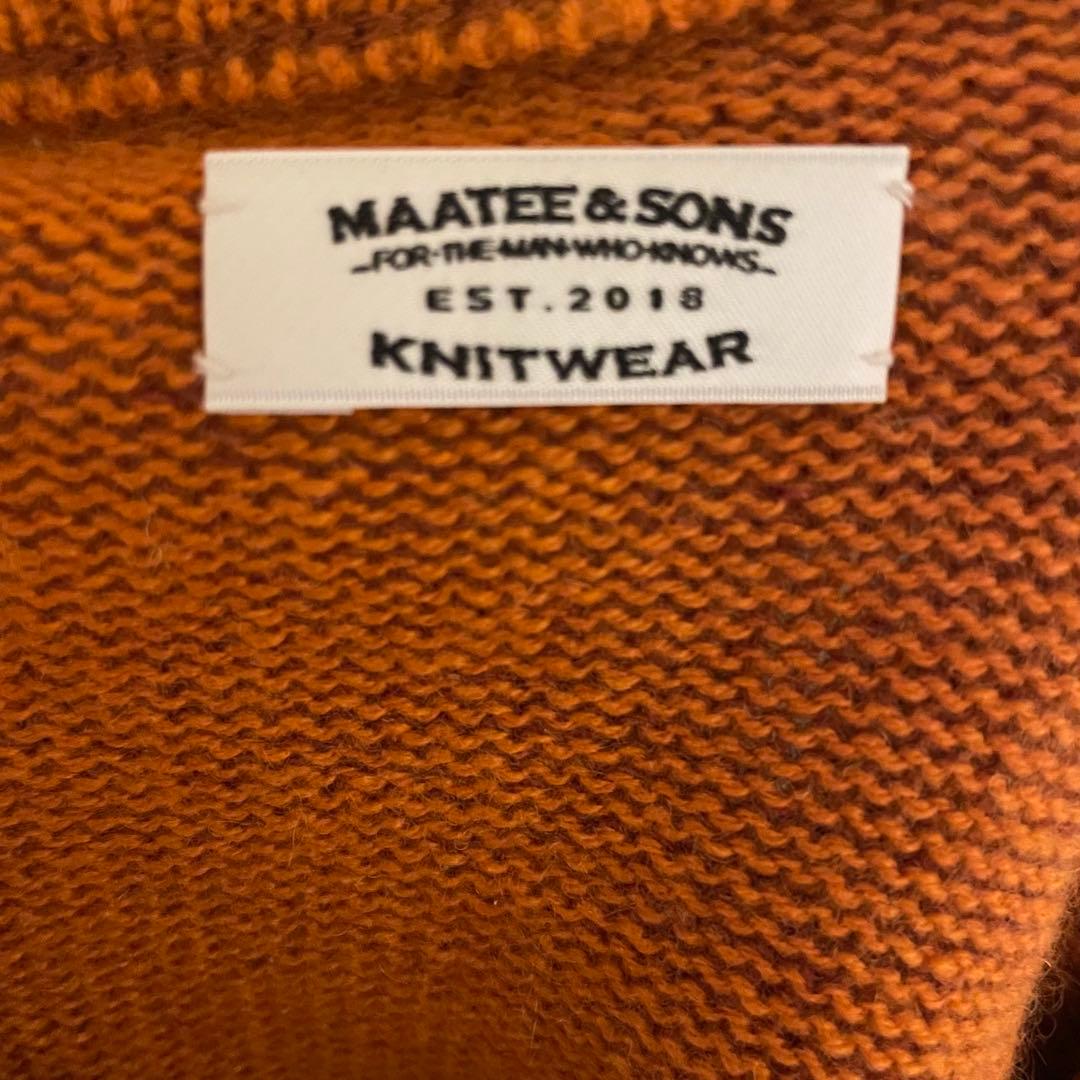 MAATEE & SONS
-FOR-THE-MAN-WHO-KNOWS-
EST. 2018
KNITWEAR